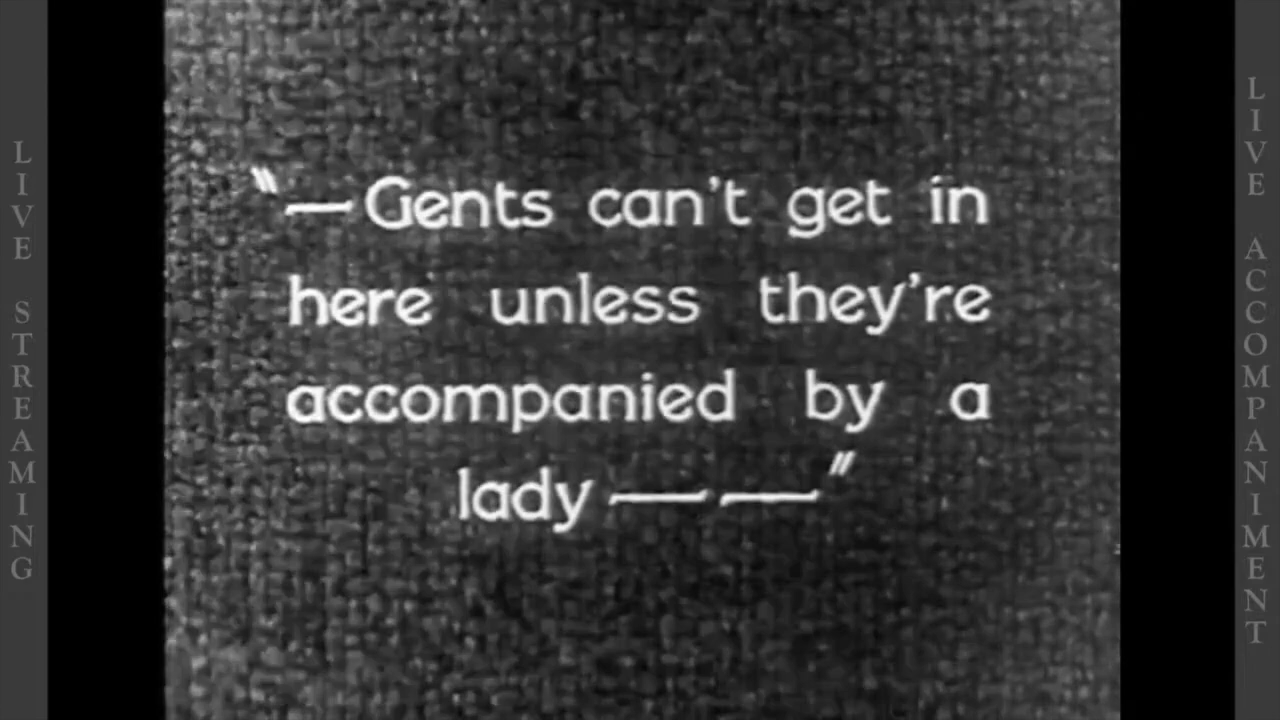 LIVE STREAMING
"—Gents can't get in
here unless they're
accompanied by a
lady — —"
LIVE ACCOMPANIMENT